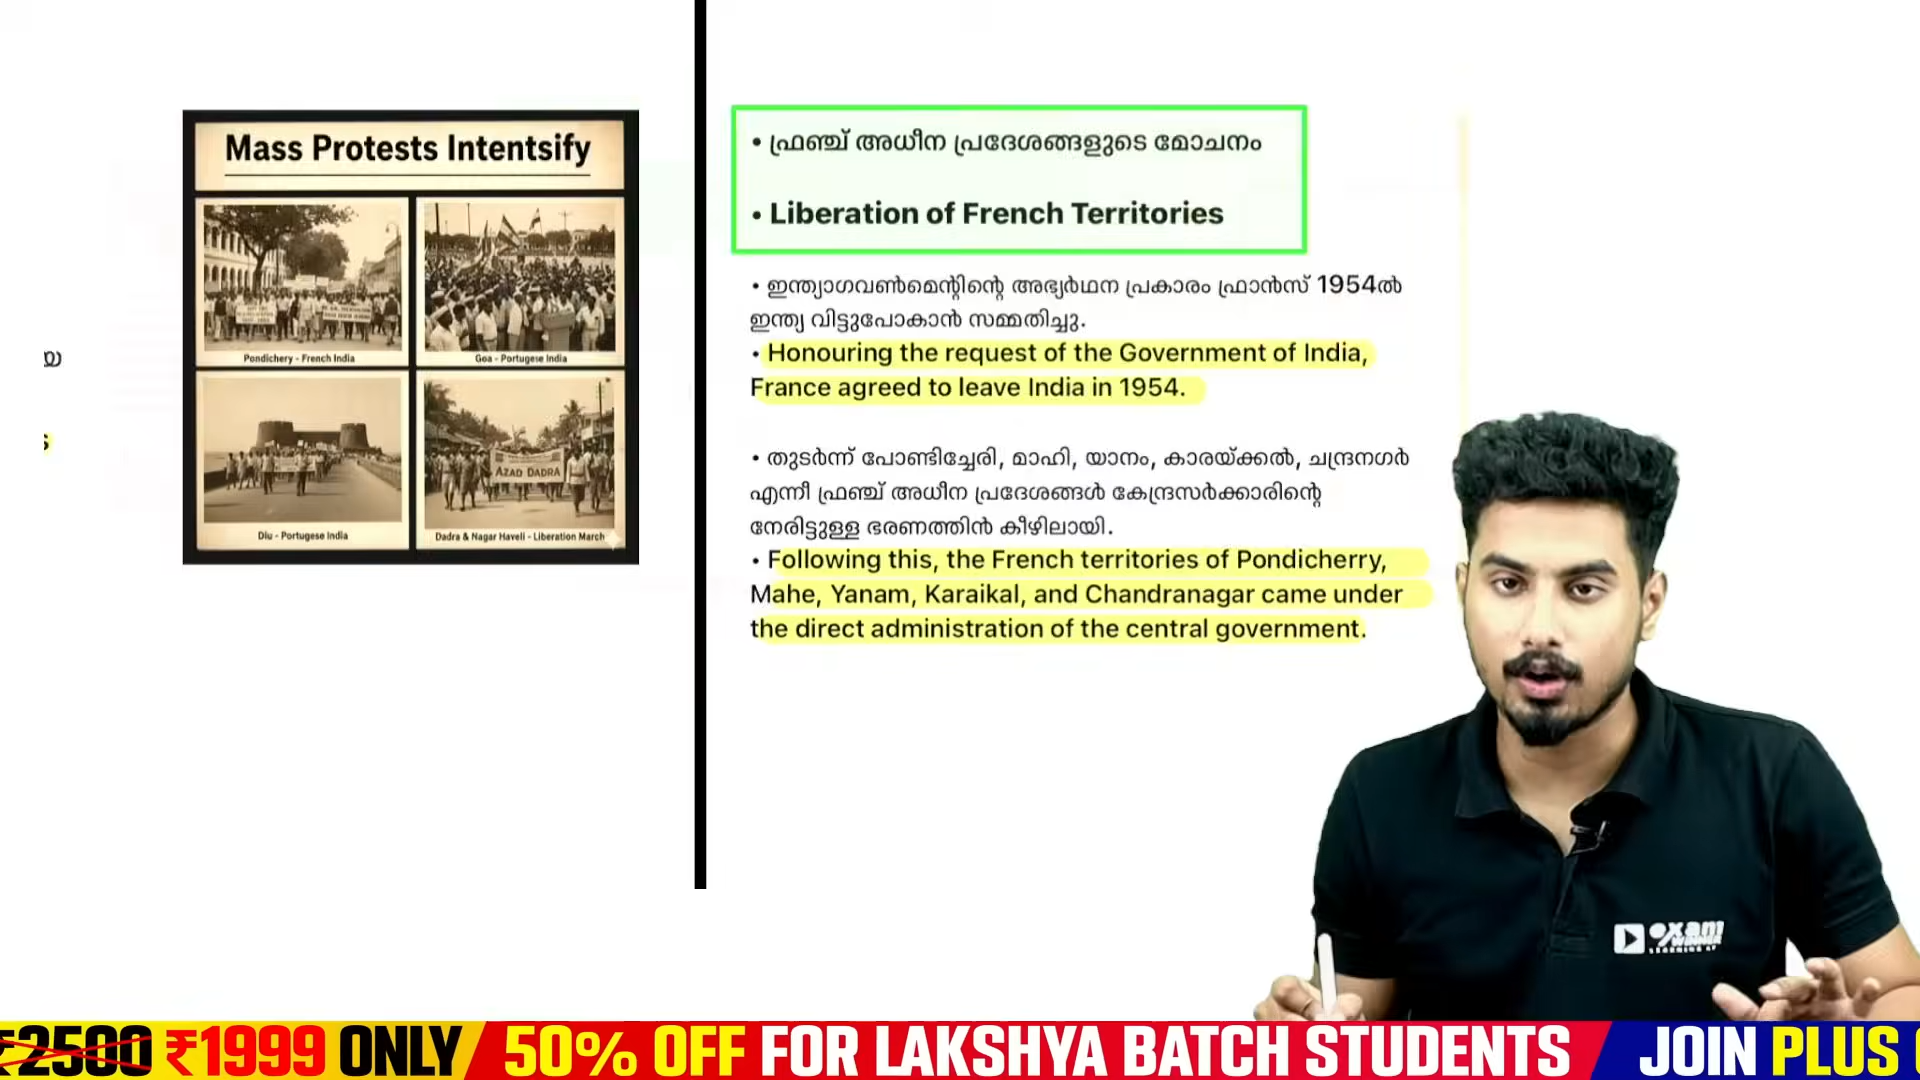 Mass Protests Intentsify
Pondichery - French India
Goa - Portugese India
Diu - Portugese India
AZAD DADRA
Dadra & Nagar Haveli - Liberation March
യ
s
• ഫ്രഞ്ച് അധീന പ്രദേശങ്ങളുടെ മോചനം
• Liberation of French Territories
• ഇന്ത്യാഗവൺമെന്റിന്റെ അഭ്യർഥന പ്രകാരം ഫ്രാൻസ് 1954ൽ
ഇന്ത്യ വിട്ടുപോകാൻ സമ്മതിച്ചു.
• Honouring the request of the Government of India,
France agreed to leave India in 1954.
• തുടർന്ന് പോണ്ടിച്ചേരി, മാഹി, യാനം, കാരയ്ക്കൽ, ചന്ദ്രനഗർ
എന്നീ ഫ്രഞ്ച് അധീന പ്രദേശങ്ങൾ കേന്ദ്രസർക്കാരിന്റെ
നേരിട്ടുള്ള ഭരണത്തിൻ കീഴിലായി.
• Following this, the French territories of Pondicherry,
Mahe, Yanam, Karaikal, and Chandranagar came under
the direct administration of the central government.
exam
WINNER
₹2500 ₹1999 ONLY 50% OFF FOR LAKSHYA BATCH STUDENTS JOIN PLUS